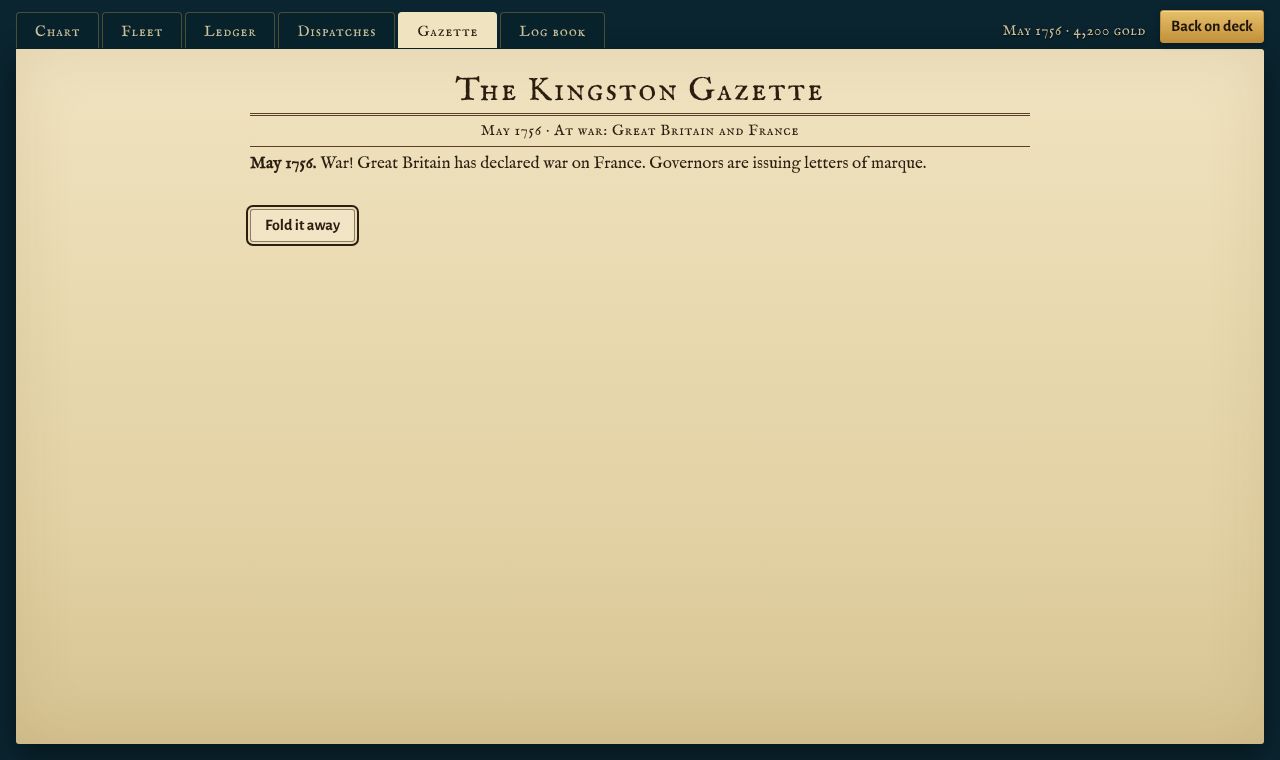 Chart Fleet Ledger Dispatches Gazette Log book May 1756 · 4,200 gold Back on deck
The Kingston Gazette
May 1756 · At war: Great Britain and France
May 1756. War! Great Britain has declared war on France. Governors are issuing letters of marque.
Fold it away